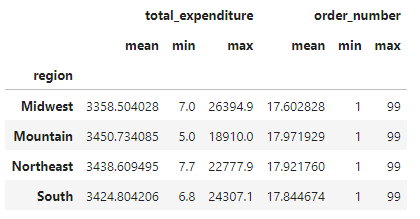 total_expenditure order_number
mean min max mean min max
region
Midwest 3358.504028 7.0 26394.9 17.602828 1 99
Mountain 3450.734085 5.0 18910.0 17.971929 1 99
Northeast 3438.609495 7.7 22777.9 17.921760 1 99
South 3424.804206 6.8 24307.1 17.844674 1 99